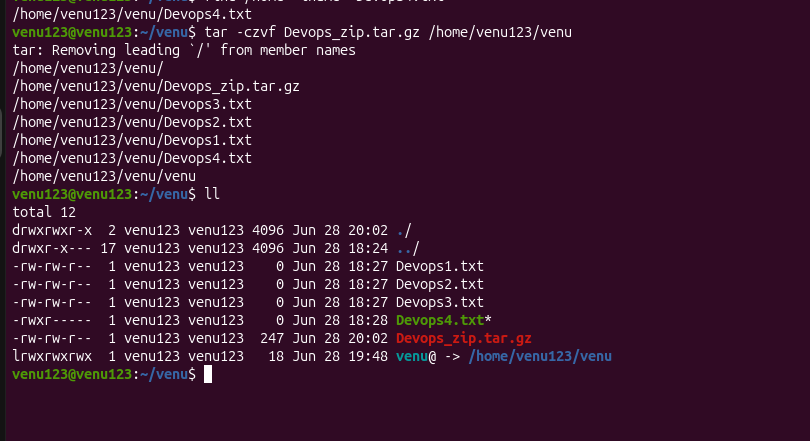 /home/venu123/venu/Devops4.txt
venu123@venu123:~/venu$ tar -czvf Devops_zip.tar.gz /home/venu123/venu
tar: Removing leading `/' from member names
/home/venu123/venu/
/home/venu123/venu/Devops_zip.tar.gz
/home/venu123/venu/Devops3.txt
/home/venu123/venu/Devops2.txt
/home/venu123/venu/Devops1.txt
/home/venu123/venu/Devops4.txt
/home/venu123/venu/venu
venu123@venu123:~/venu$ ll
total 12
drwxrwxr-x  2 venu123 venu123 4096 Jun 28 20:02 ./
drwxr-x--- 17 venu123 venu123 4096 Jun 28 18:24 ../
-rw-rw-r--  1 venu123 venu123    0 Jun 28 18:27 Devops1.txt
-rw-rw-r--  1 venu123 venu123    0 Jun 28 18:27 Devops2.txt
-rw-rw-r--  1 venu123 venu123    0 Jun 28 18:27 Devops3.txt
-rwxr-----  1 venu123 venu123    0 Jun 28 18:28 Devops4.txt*
-rw-rw-r--  1 venu123 venu123  247 Jun 28 20:02 Devops_zip.tar.gz
lrwxrwxrwx  1 venu123 venu123   18 Jun 28 19:48 venu@ -> /home/venu123/venu
venu123@venu123:~/venu$